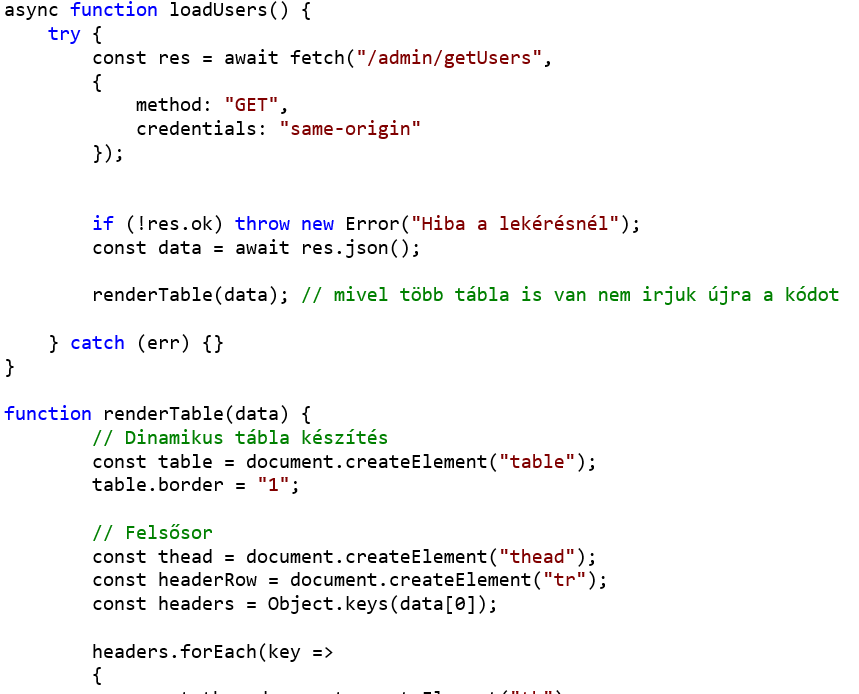 async function loadUsers() {
    try {
        const res = await fetch("/admin/getUsers",
        {
            method: "GET",
            credentials: "same-origin"
        });
        if (!res.ok) throw new Error("Hiba a lekérésnél");
        const data = await res.json();
        renderTable(data); // mivel több tábla is van nem irjuk újra a kódot
    } catch (err) {}
}
function renderTable(data) {
        // Dinamikus tábla készítés
        const table = document.createElement("table");
        table.border = "1";
        // Felsősor
        const thead = document.createElement("thead");
        const headerRow = document.createElement("tr");
        const headers = Object.keys(data[0]);
        headers.forEach(key =>
        {